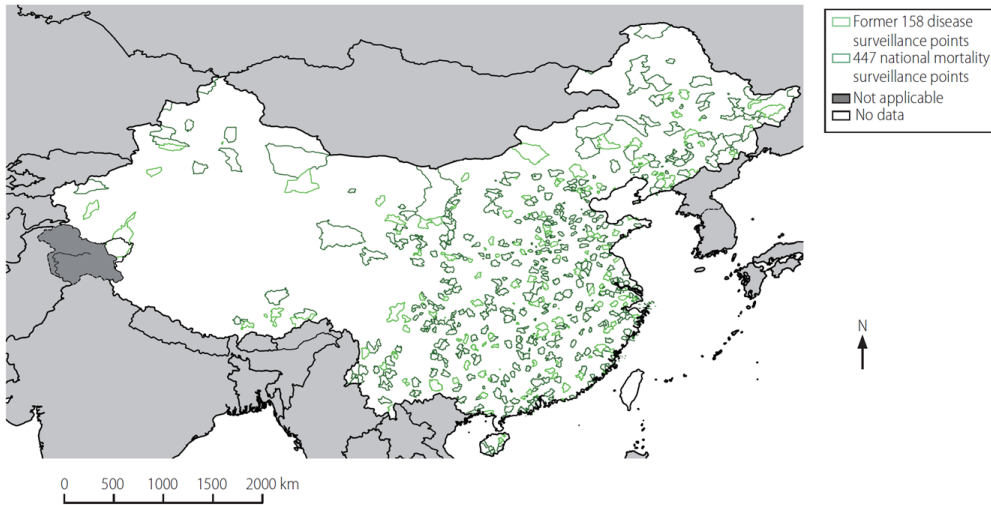 Former 158 disease
surveillance points
447 national mortality
surveillance points
Not applicable
No data
N
0 500 1000 1500 2000 km